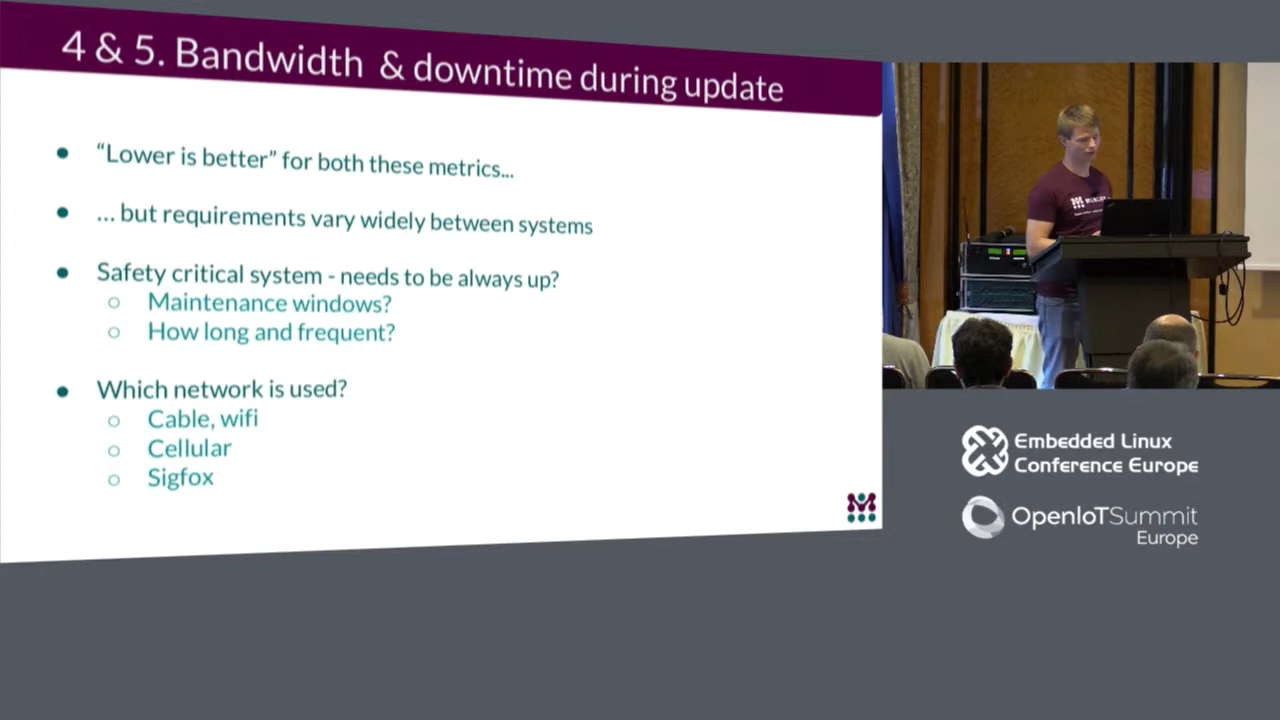 4 & 5. Bandwidth & downtime during update
● “Lower is better” for both these metrics...
● ... but requirements vary widely between systems
● Safety critical system - needs to be always up?
○ Maintenance windows?
○ How long and frequent?
● Which network is used?
○ Cable, wifi
○ Cellular
○ Sigfox
Embedded Linux
Conference Europe
OpenIoTSummit
Europe